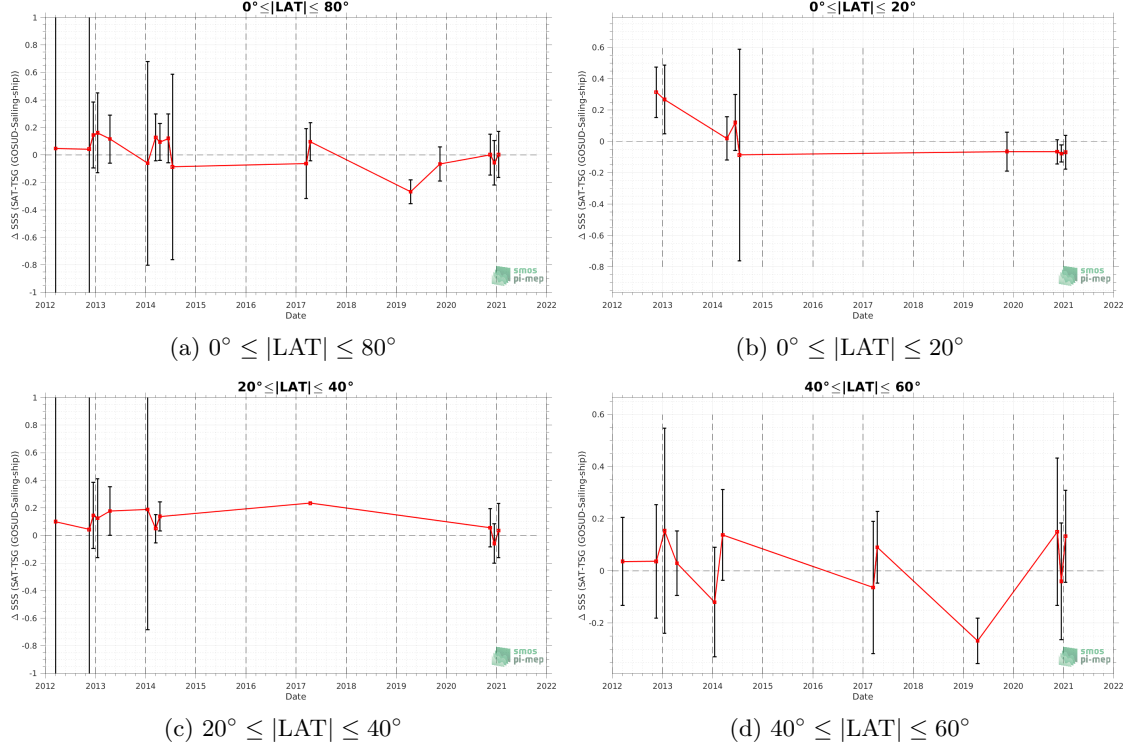 0°≤|LAT|≤ 80°
Δ SSS (SAT-TSG (GOSUD-Sailing-ship))
1
0.8
0.6
0.4
0.2
0
-0.2
-0.4
-0.6
-0.8
-1
2012 2013 2014 2015 2016 2017 2018 2019 2020 2021 2022
Date
smos
pi-mep
(a) 0° ≤ |LAT| ≤ 80°
0°≤|LAT|≤ 20°
Δ SSS (SAT-TSG (GOSUD-Sailing-ship))
0.6
0.4
0.2
0
-0.2
-0.4
-0.6
-0.8
2012 2013 2014 2015 2016 2017 2018 2019 2020 2021 2022
Date
smos
pi-mep
(b) 0° ≤ |LAT| ≤ 20°
20°≤|LAT|≤ 40°
Δ SSS (SAT-TSG (GOSUD-Sailing-ship))
1
0.8
0.6
0.4
0.2
0
-0.2
-0.4
-0.6
-0.8
-1
2012 2013 2014 2015 2016 2017 2018 2019 2020 2021 2022
Date
smos
pi-mep
(c) 20° ≤ |LAT| ≤ 40°
40°≤|LAT|≤ 60°
Δ SSS (SAT-TSG (GOSUD-Sailing-ship))
0.6
0.4
0.2
0
-0.2
2012 2013 2014 2015 2016 2017 2018 2019 2020 2021 2022
Date
smos
pi-mep
(d) 40° ≤ |LAT| ≤ 60°